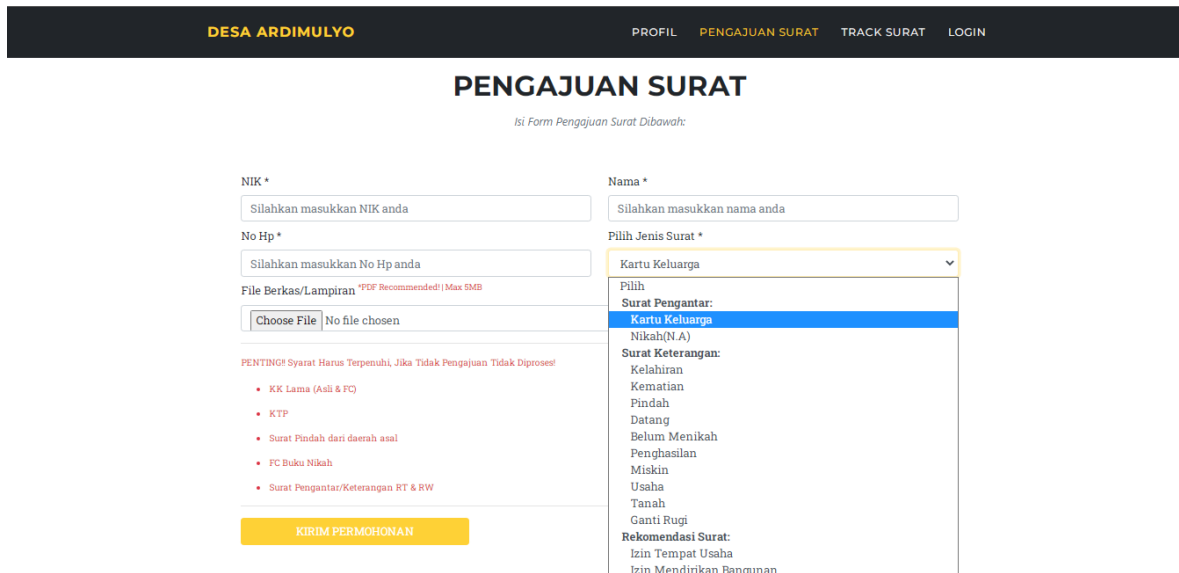 DESA ARDIMULYO
PROFIL PENGAJUAN SURAT TRACK SURAT LOGIN
PENGAJUAN SURAT
Isi Form Pengajuan Surat Dibawah:
NIK *
Silahkan masukkan NIK anda
Nama *
Silahkan masukkan nama anda
No Hp *
Silahkan masukkan No Hp anda
Pilih Jenis Surat *
Kartu Keluarga
Pilih
Surat Pengantar:
Kartu Keluarga
Nikah(N.A)
Surat Keterangan:
Kelahiran
Kematian
Pindah
Datang
Belum Menikah
Penghasilan
Miskin
Usaha
Tanah
Ganti Rugi
Rekomendasi Surat:
Izin Tempat Usaha
Izin Mendirikan Bangunan
File Berkas/Lampiran *PDF Recommended! | Max 5MB
Choose File No file chosen
PENTING!! Syarat Harus Terpenuhi, Jika Tidak Pengajuan Tidak Diproses!
KK Lama (Asli & FC)
KTP
Surat Pindah dari daerah asal
FC Buku Nikah
Surat Pengantar/Keterangan RT & RW
KIRIM PERMOHONAN